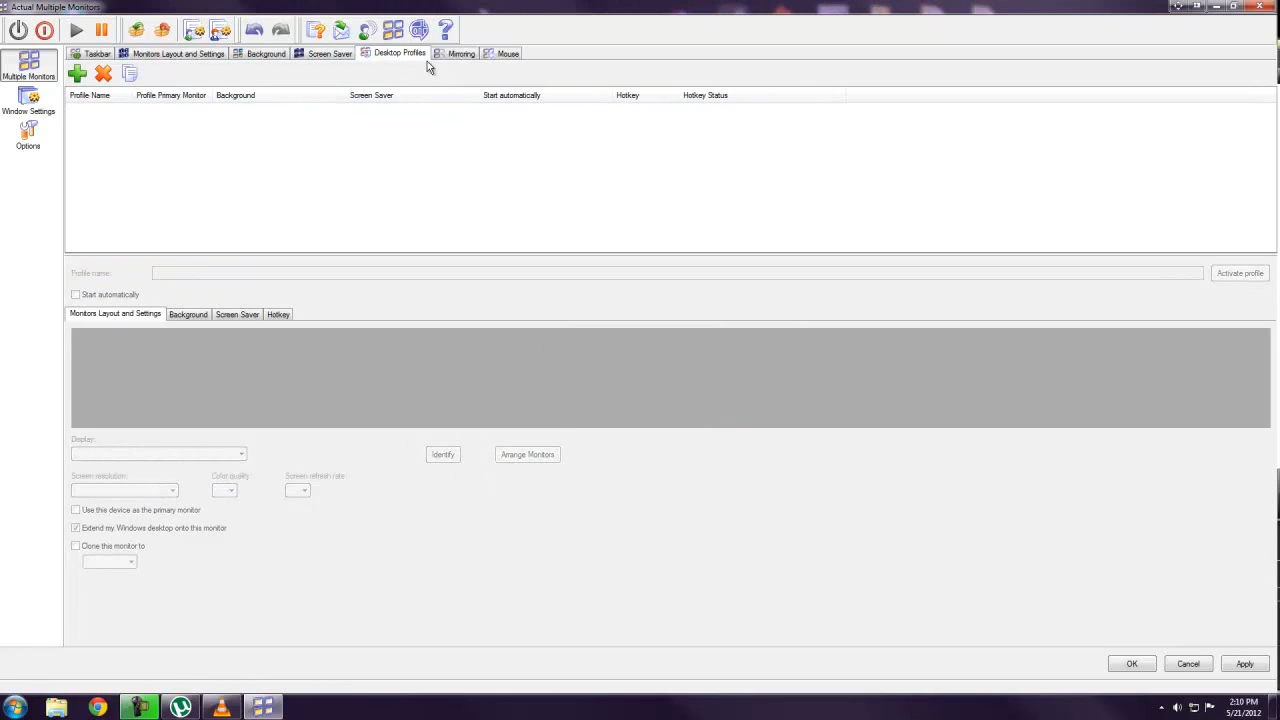 Actual Multiple Monitors
Taskbar
Monitors Layout and Settings
Background
Screen Saver
Desktop Profiles
Mirroring
Mouse
Multiple Monitors
Window Settings
Options
Profile Name
Profile Primary Monitor
Background
Screen Saver
Start automatically
Hotkey
Hotkey Status
Profile name:
Activate profile
Start automatically
Monitors Layout and Settings
Background
Screen Saver
Hotkey
Display:
Identify
Arrange Monitors
Screen resolution:
Color quality
Screen refresh rate
Use this device as the primary monitor
Extend my Windows desktop onto this monitor
Clone this monitor to
OK
Cancel
Apply
2:10 PM
5/21/2012